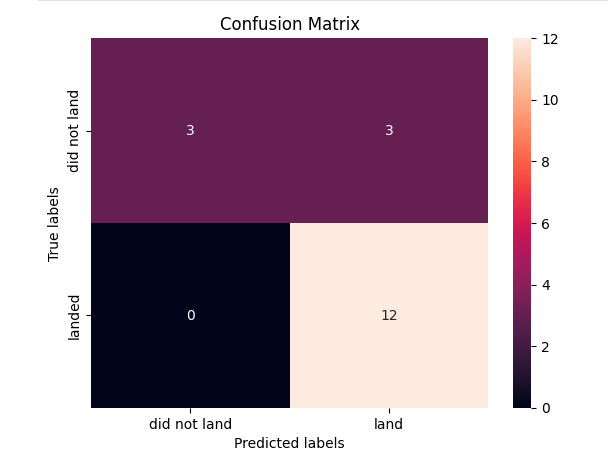 Confusion Matrix
True labels
did not land
landed
3 3
0 12
did not land land
Predicted labels
12
10
8
6
4
2
0